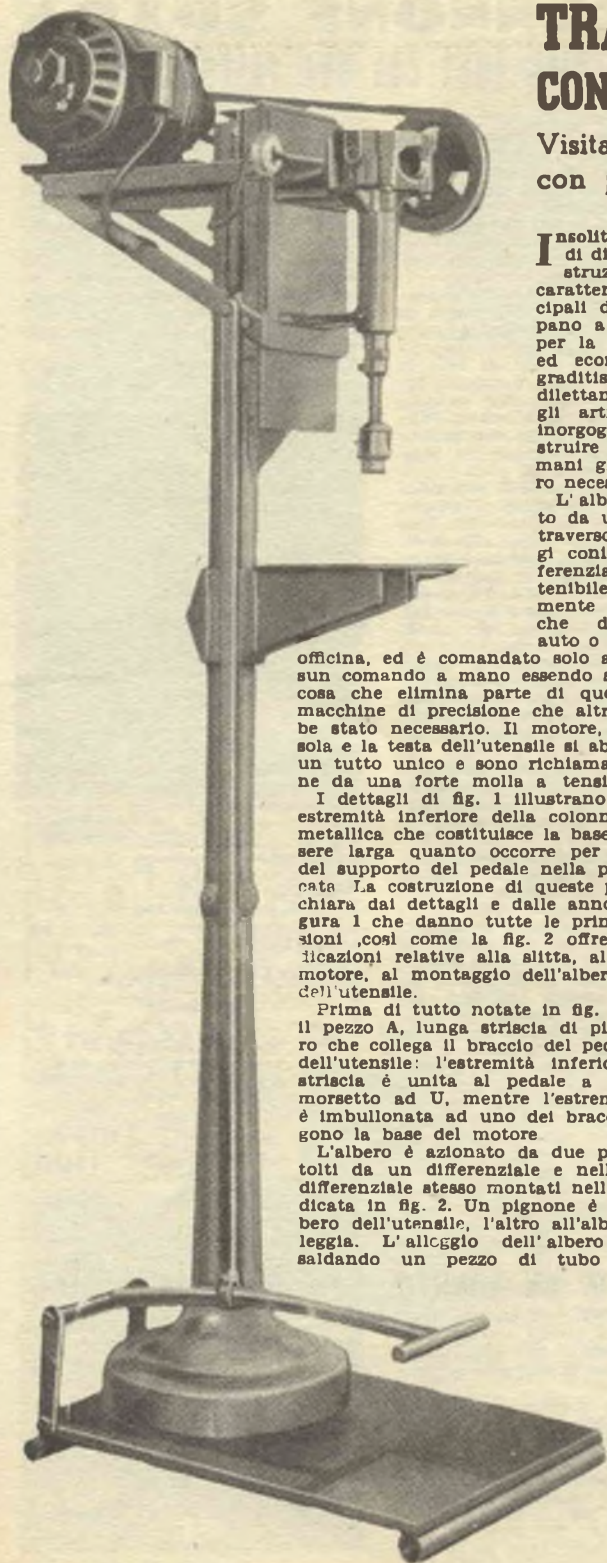 TRA
CON
Visita
con
Insolit
di di
struz
caratter
cipali d
pano a
per la
ed econ
graditis
dilettan
gli art
inorgog
struire
mani g
ro neces
L'alb
to da u
traverso
gi coni
ferenzia
tenibile
mente
che d
auto o
officina, ed è comandato solo a
sun comando a mano essendo a
cosa che elimina parte di que
macchine di precisione che altr
be stato necessario. Il motore,
sola e la testa dell'utensile si ab
un tutto unico e sono richiama
ne da una forte molla a tensi
I dettagli di fig. 1 illustrano
estremità inferiore della colonn
metallica che costituisce la base
sere larga quanto occorre per
del supporto del pedale nella p
cata La costruzione di queste p
chiara dai dettagli e dalle anno
gura 1 che danno tutte le prin
sioni ,così come la fig. 2 offre
dicazioni relative alla slitta, al
motore, al montaggio dell'alber
dell'utensile.
Prima di tutto notate in fig.
il pezzo A, lunga striscia di pi
ro che collega il braccio del ped
dell'utensile: l'estremità inferio
striscia é unita al pedale a
morsetto ad U, mentre l'estrem
è imbullonata ad uno dei bracc
gono la base del motore
L'albero è azionato da due p
tolti da un differenziale e nell
differenziale stesso montati nell
dicata in fig. 2. Un pignone è
bero dell'utensile, l'altro all'alb
leggia. L'alloggio dell'albero
saldando un pezzo di tubo